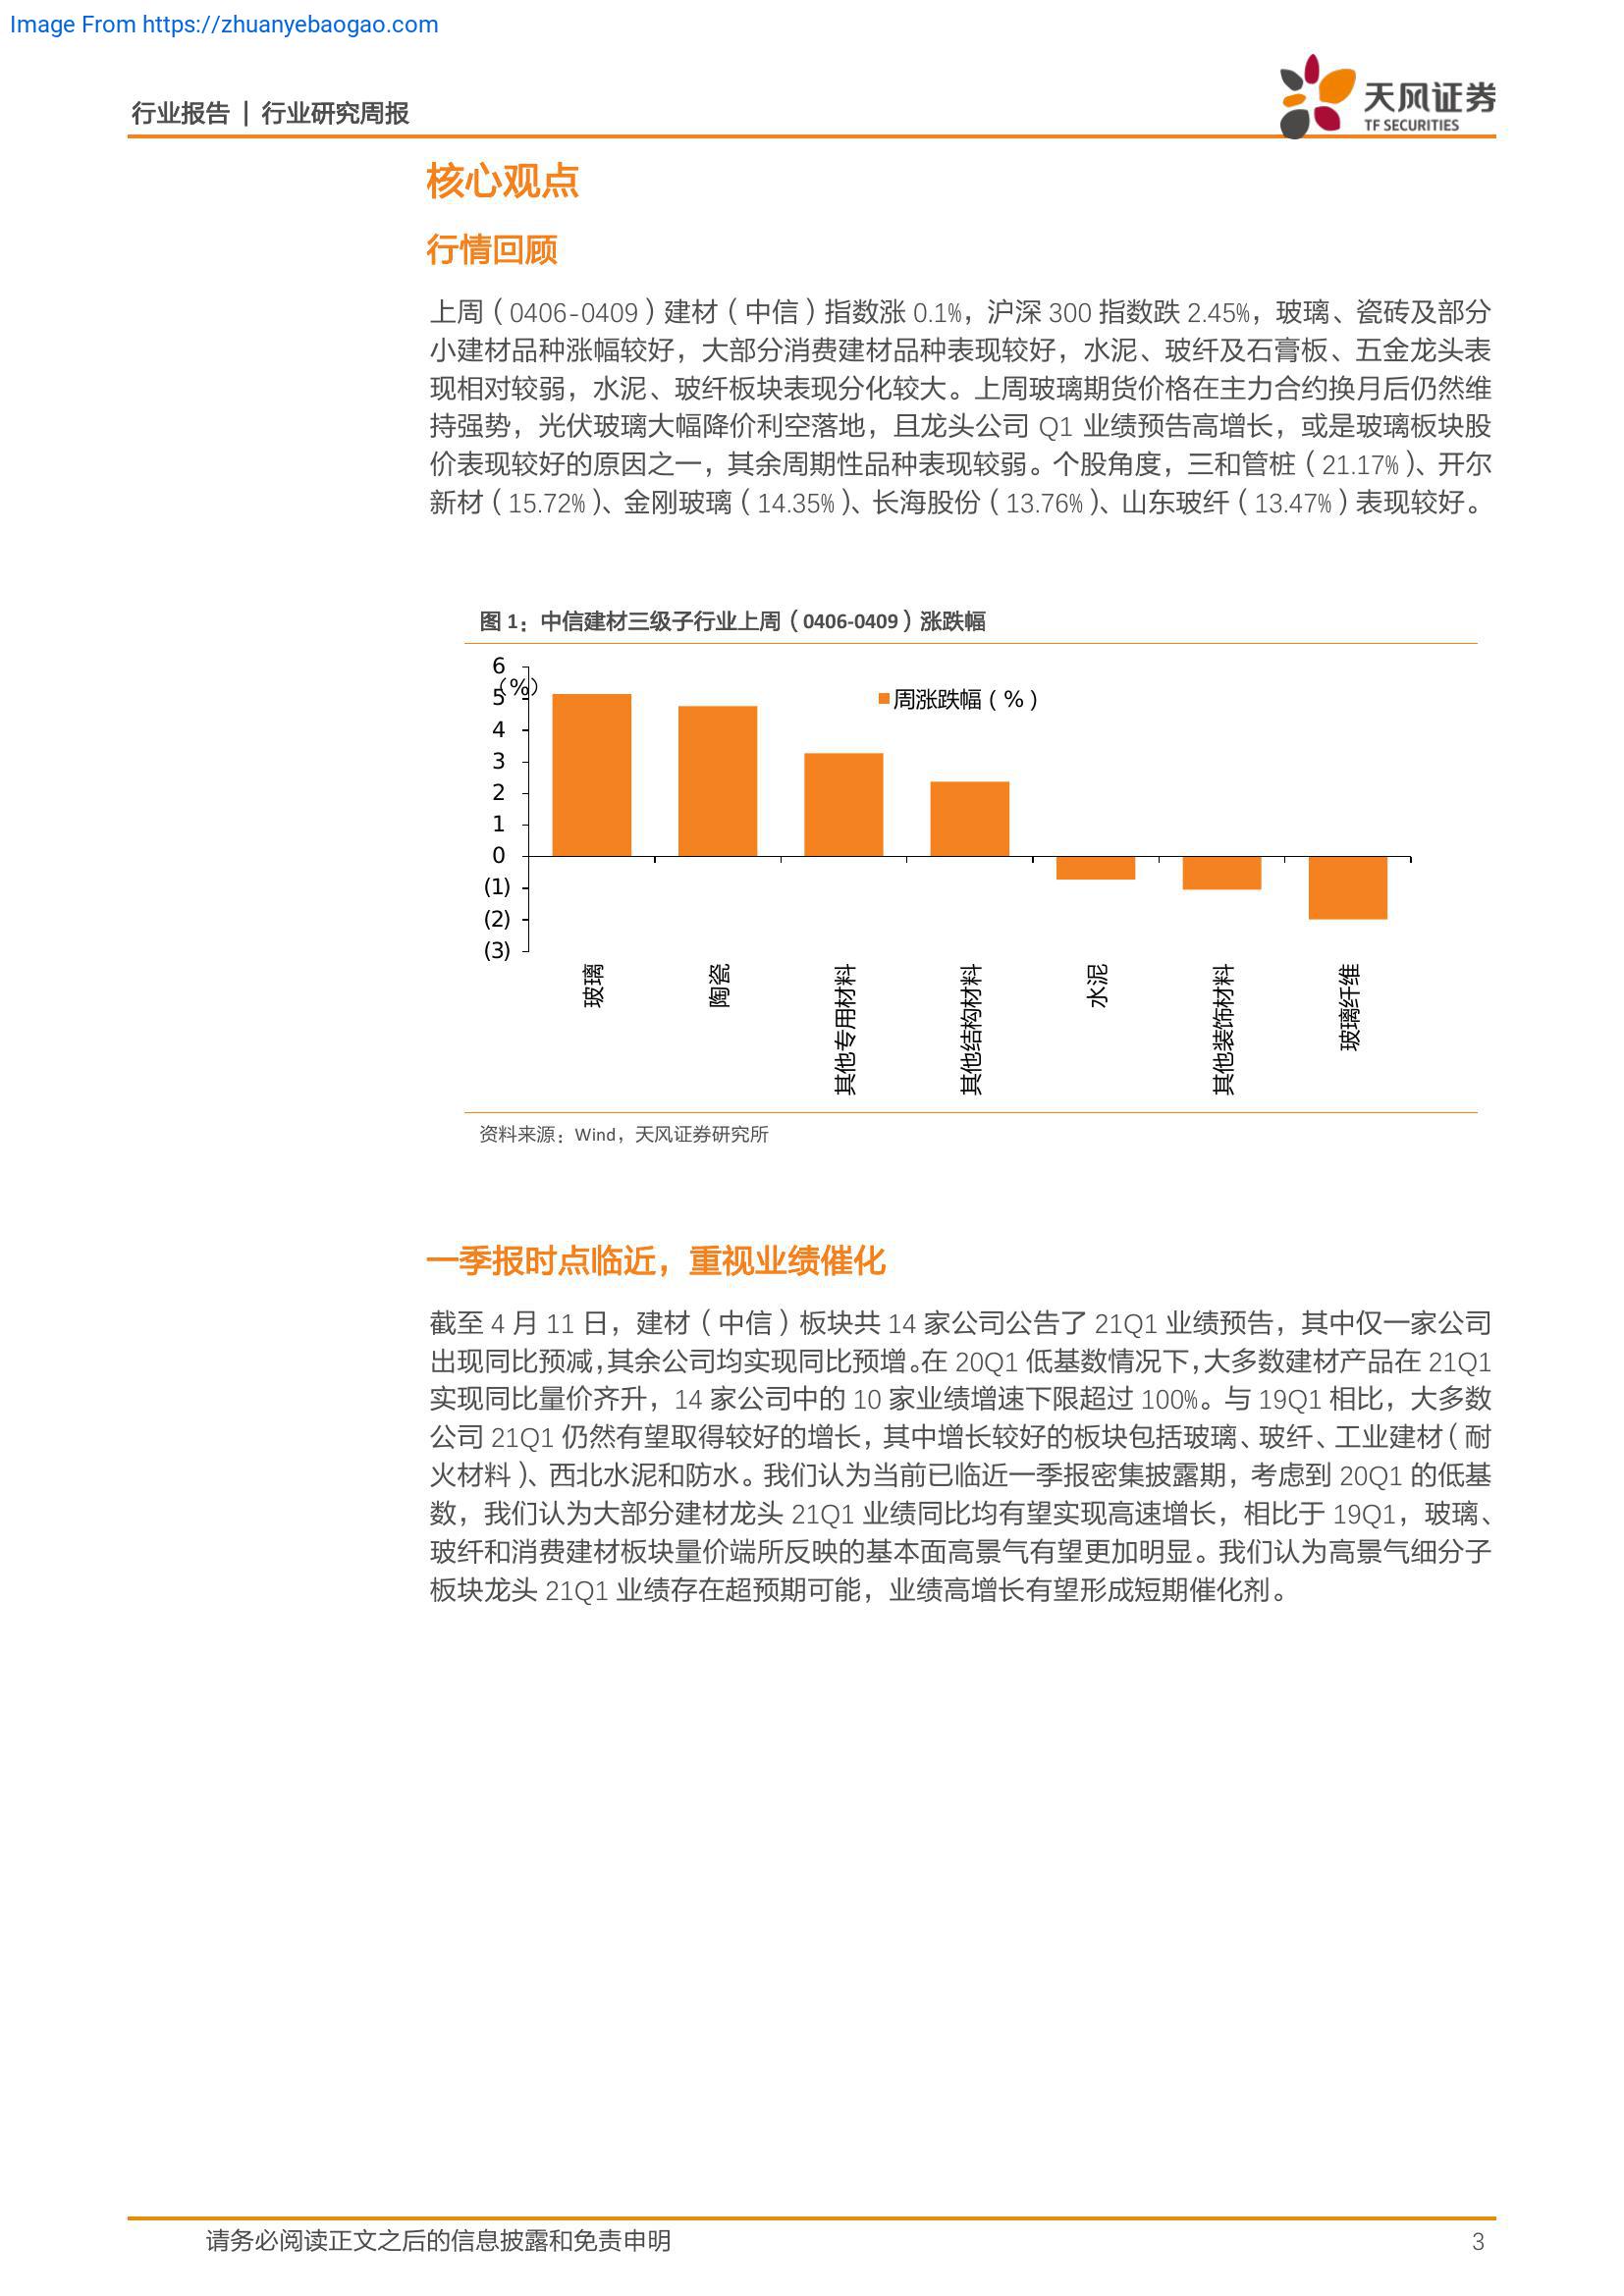 Image From https://zhuanyebaogao.com
行业报告 | 行业研究周报
天风证券
TF SECURITIES
核心观点
行情回顾
上周（0406-0409）建材（中信）指数涨 0.1%，沪深 300 指数跌 2.45%，玻璃、瓷砖及部分
小建材品种涨幅较好，大部分消费建材品种表现较好，水泥、玻纤及石膏板、五金龙头表
现相对较弱，水泥、玻纤板块表现分化较大。上周玻璃期货价格在主力合约换月后仍然维
持强势，光伏玻璃大幅降价利空落地，且龙头公司 Q1 业绩预告高增长，或是玻璃板块股
价表现较好的原因之一，其余周期性品种表现较弱。个股角度，三和管桩（21.17%）、开尔
新材（15.72%）、金刚玻璃（14.35%）、长海股份（13.76%）、山东玻纤（13.47%）表现较好。
图 1：中信建材三级子行业上周（0406-0409）涨跌幅
6
（%）
5
4
3
2
1
0
(1)
(2)
(3)
周涨跌幅（%）
玻璃
陶瓷
其他专用材料
其他结构材料
水泥
其他装饰材料
玻璃纤维
资料来源：Wind，天风证券研究所
一季报时点临近，重视业绩催化
截至 4 月 11 日，建材（中信）板块共 14 家公司公告了 21Q1 业绩预告，其中仅一家公司
出现同比预减，其余公司均实现同比预增。在 20Q1 低基数情况下，大多数建材产品在 21Q1
实现同比量价齐升，14 家公司中的 10 家业绩增速下限超过 100%。与 19Q1 相比，大多数
公司 21Q1 仍然有望取得较好的增长，其中增长较好的板块包括玻璃、玻纤、工业建材（耐
火材料）、西北水泥和防水。我们认为当前已临近一季报密集披露期，考虑到 20Q1 的低基
数，我们认为大部分建材龙头 21Q1 业绩同比均有望实现高速增长，相比于 19Q1，玻璃、
玻纤和消费建材板块量价端所反映的基本面高景气有望更加明显。我们认为高景气细分子
板块龙头 21Q1 业绩存在超预期可能，业绩高增长有望形成短期催化剂。
请务必阅读正文之后的信息披露和免责申明
3